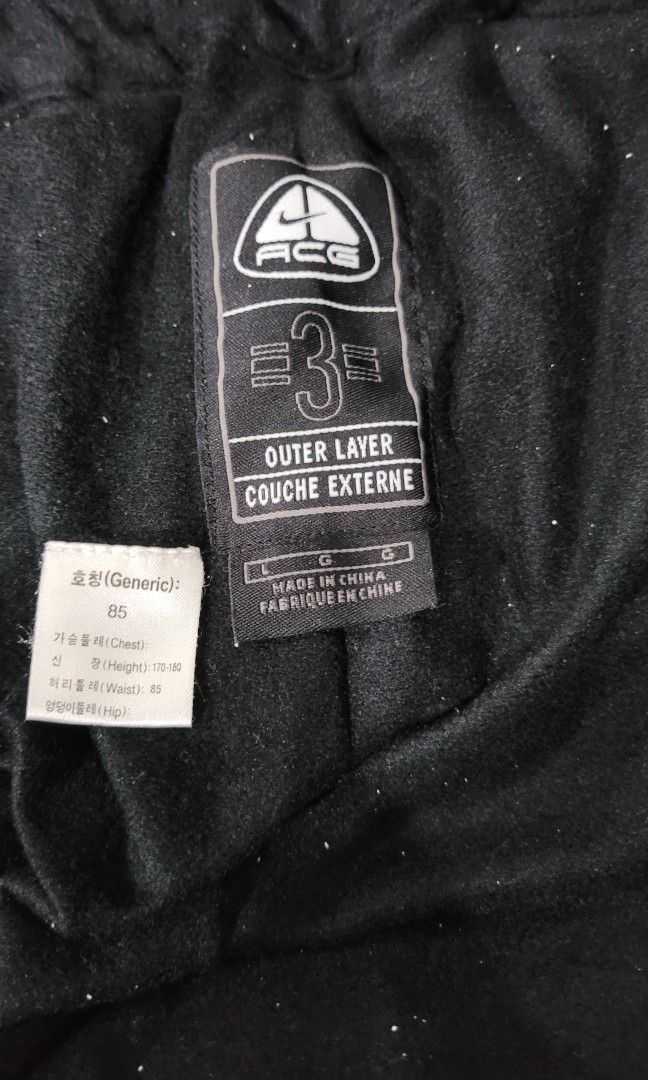 ACG
3
OUTER LAYER
COUCHE EXTERNE
L G G
MADE IN CHINA
FABRIQUE EN CHINE
호칭(Generic):
85
가슴둘레(Chest):
신 장(Height): 170-180
허리둘레(Waist): 85
엉덩이둘레(Hip):